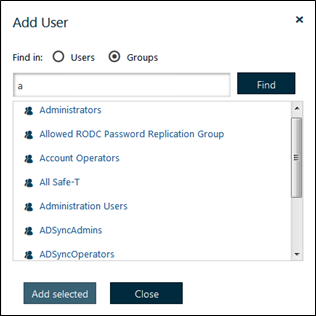 Add User
Find in: Users Groups
a Find
Administrators
Allowed RODC Password Replication Group
Account Operators
All Safe-T
Administration Users
ADSyncAdmins
ADSyncOperators
Add selected Close